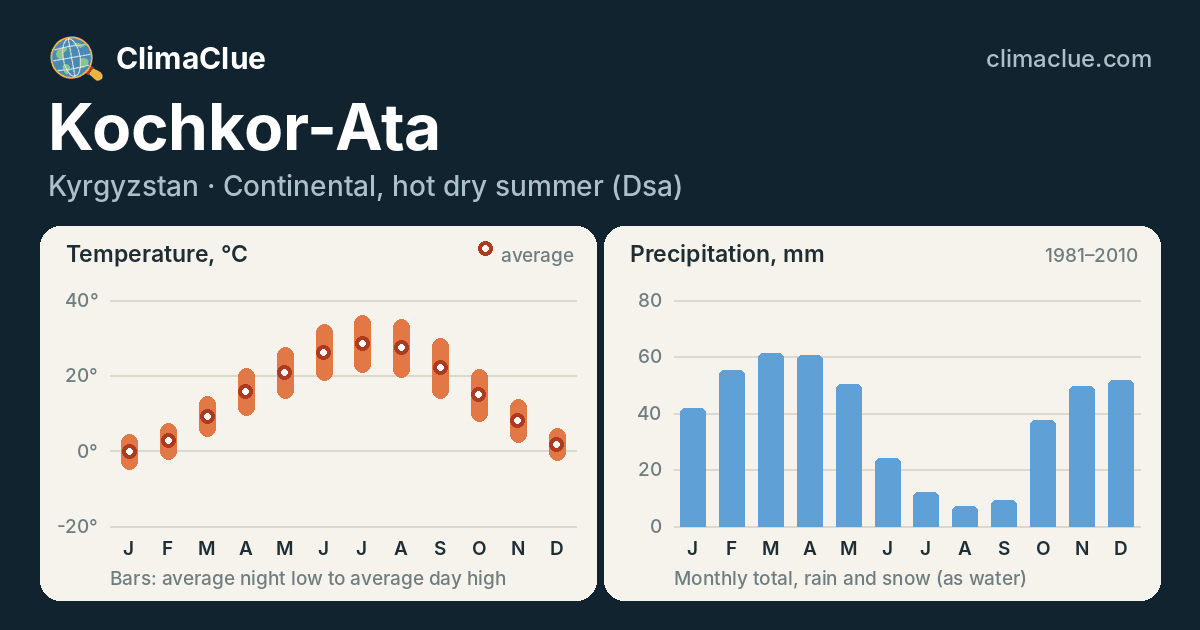 ClimaClue
climaclue.com
Kochkor-Ata
Kyrgyzstan · Continental, hot dry summer (Dsa)
Temperature, °C
average
40°
20°
0°
-20°
J F M A M J J A S O N D
Bars: average night low to average day high
Precipitation, mm
1981–2010
80
60
40
20
0
J F M A M J J A S O N D
Monthly total, rain and snow (as water)